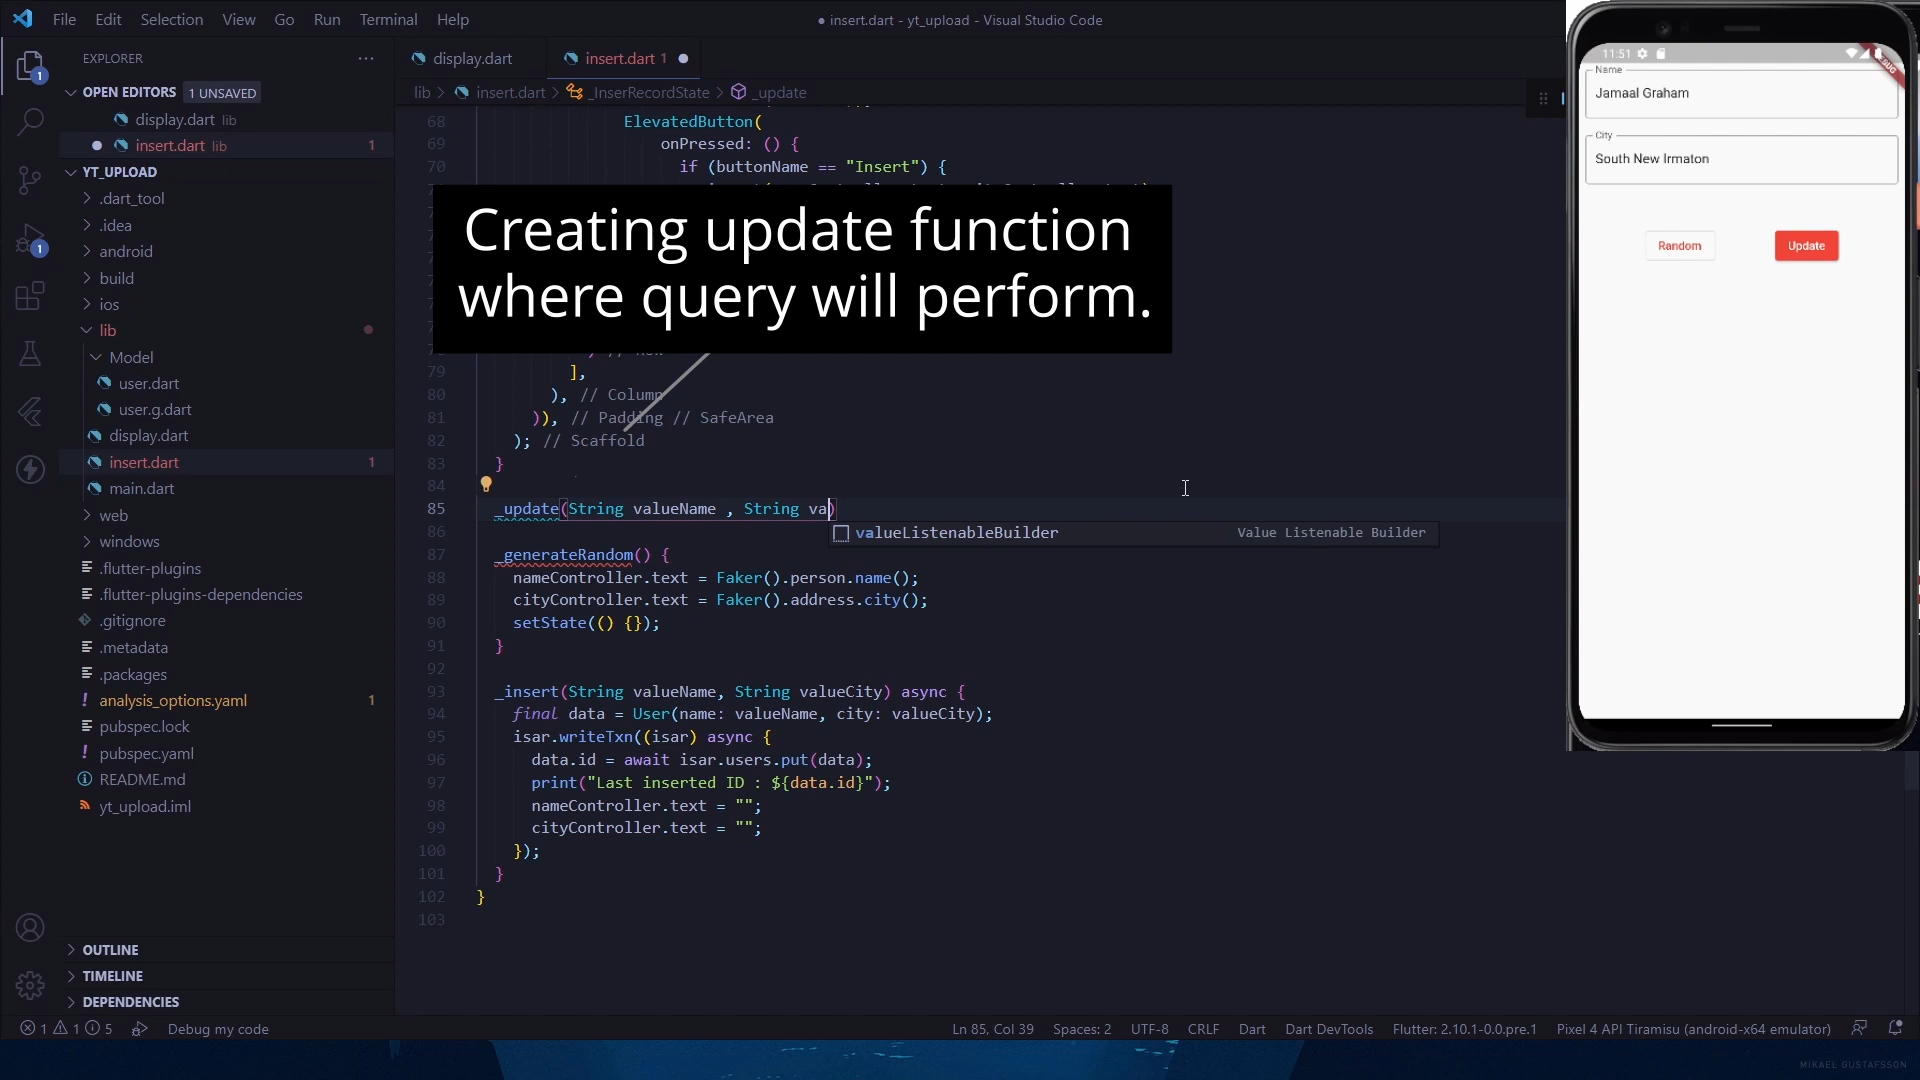 File Edit Selection View Go Run Terminal Help
● insert.dart - yt_upload - Visual Studio Code
EXPLORER
OPEN EDITORS 1 UNSAVED
display.dart lib
insert.dart lib 1
YT_UPLOAD
.dart_tool
.idea
android
build
ios
lib
Model
user.dart
user.g.dart
display.dart
insert.dart 1
main.dart
web
windows
.flutter-plugins
.flutter-plugins-dependencies
.gitignore
.metadata
.packages
analysis_options.yaml 1
pubspec.lock
pubspec.yaml
README.md
yt_upload.iml
OUTLINE
TIMELINE
DEPENDENCIES
1
1
display.dart
insert.dart 1
lib > insert.dart > _InserRecordState > _update
68 ElevatedButton(
69 onPressed: () {
70 if (buttonName == "Insert") {
Creating update function
where query will perform.
79 ],
80 ), // Column
81 )), // Padding // SafeArea
82 ); // Scaffold
83 }
84
85 _update(String valueName , String va)
valueListenableBuilder Value Listenable Builder
86
87 _generateRandom() {
88 nameController.text = Faker().person.name();
89 cityController.text = Faker().address.city();
90 setState(() {});
91 }
92
93 _insert(String valueName, String valueCity) async {
94 final data = User(name: valueName, city: valueCity);
95 isar.writeTxn((isar) async {
96 data.id = await isar.users.put(data);
97 print("Last inserted ID : ${data.id}");
98 nameController.text = "";
99 cityController.text = "";
100 });
101 }
102 }
103
11:51
Name
Jamaal Graham
City
South New Irmaton
Random Update
1 1 5 Debug my code
Ln 85, Col 39 Spaces: 2 UTF-8 CRLF Dart Dart DevTools Flutter: 2.10.1-0.0.pre.1 Pixel 4 API Tiramisu (android-x64 emulator)
MIKAEL GUSTAFSSON